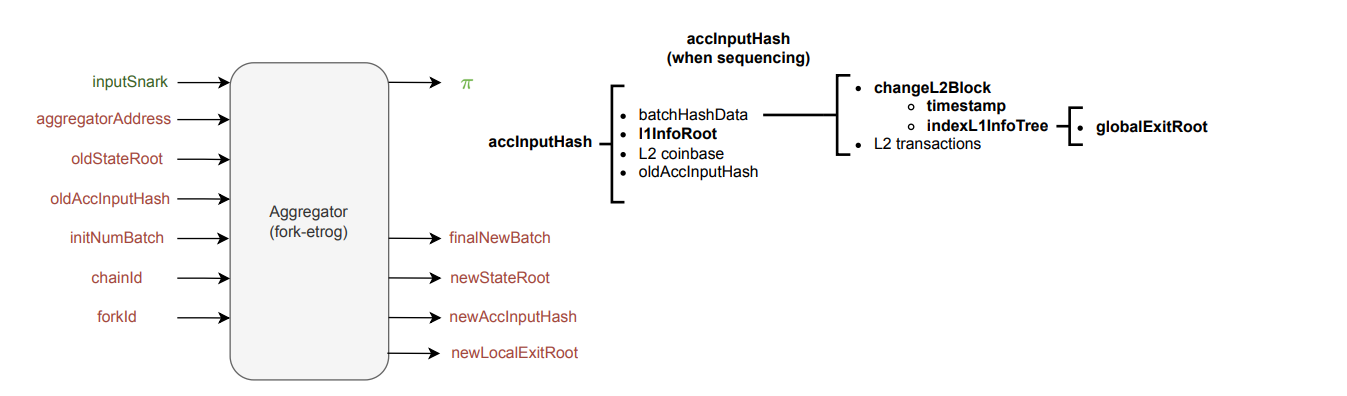 inputSnark
aggregatorAddress
oldStateRoot
oldAccInputHash
initNumBatch
chainId
forkId
Aggregator
(fork-etrog)
π
finalNewBatch
newStateRoot
newAccInputHash
newLocalExitRoot
accInputHash
(when sequencing)
accInputHash
• batchHashData
• l1InfoRoot
• L2 coinbase
• oldAccInputHash
• changeL2Block
○ timestamp
○ indexL1InfoTree
• L2 transactions
• globalExitRoot